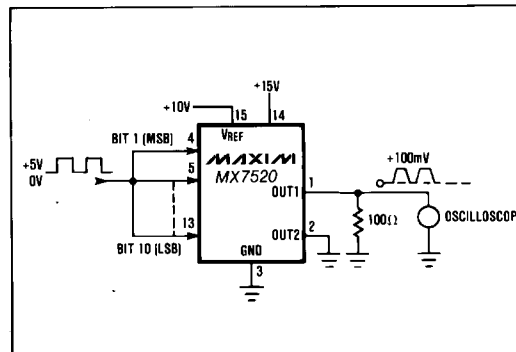 +15V
+10V
15
14
BIT 1 (MSB)
4
VREF
+5V
0V
MAXIM
MX7520
5
OUT1
1
+100mV
100Ω
OSCILLOSCOP
13
BIT 10 (LSB)
OUT2
2
GND
3